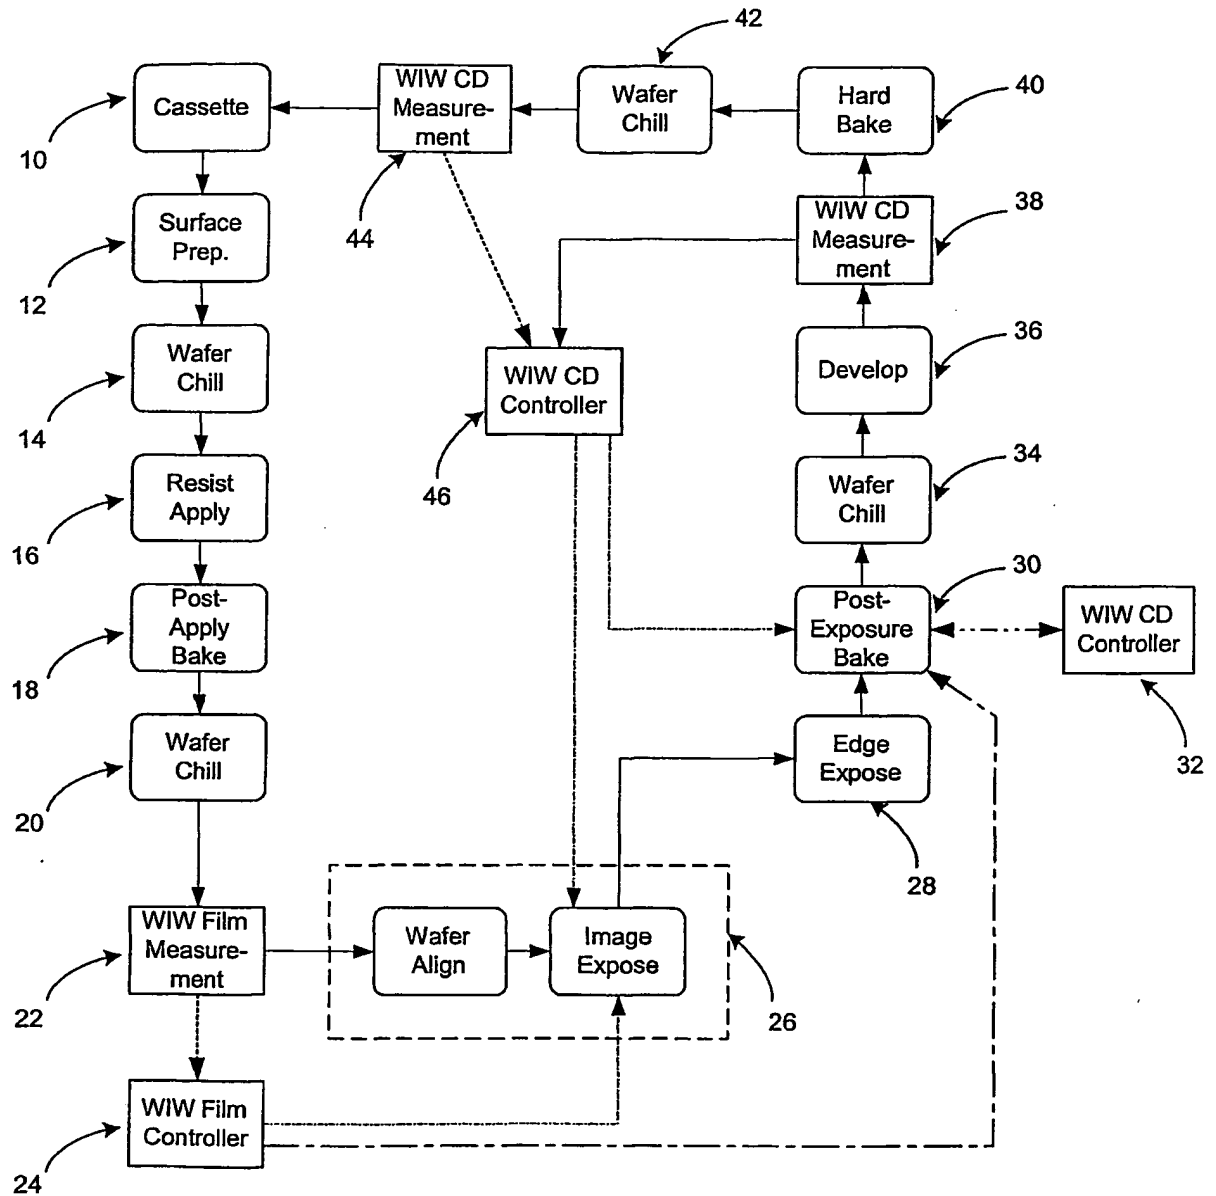 42
WIW CD
Measure-
ment
Wafer
Chill
Hard
Bake
40
Cassette
10
44
Surface
Prep.
12
WIW CD
Measure-
ment
38
Wafer
Chill
14
WIW CD
Controller
46
Develop
36
Resist
Apply
16
Wafer
Chill
34
Post-
Apply
Bake
18
Post-
Exposure
Bake
30
WIW CD
Controller
32
Wafer
Chill
20
Edge
Expose
28
WIW Film
Measure-
ment
22
Wafer
Align
Image
Expose
26
WIW Film
Controller
24